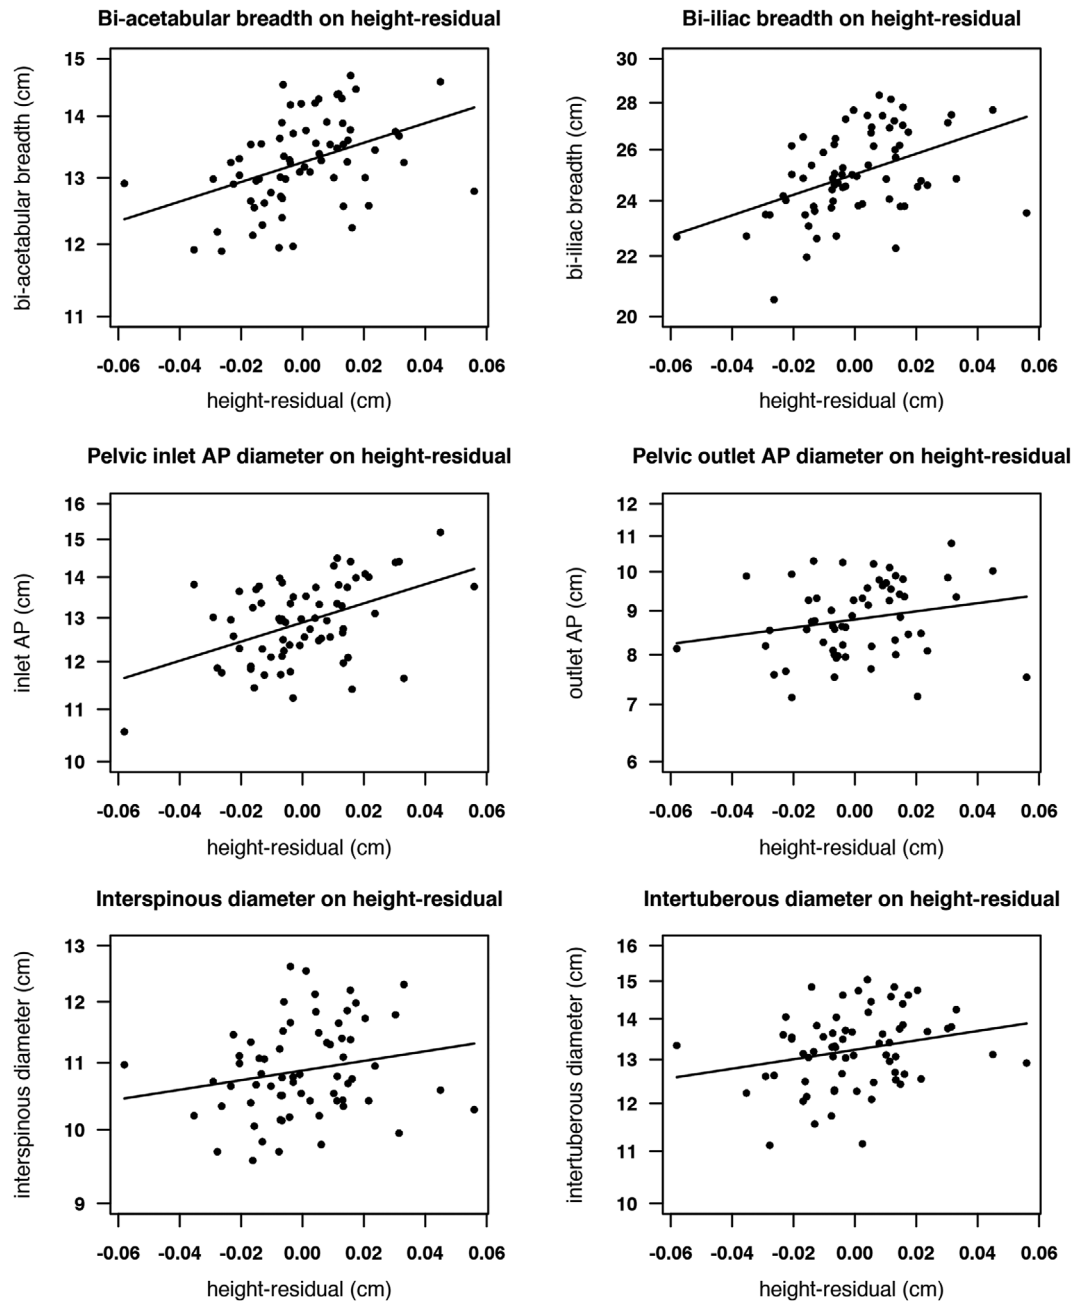 Bi-acetabular breadth on height-residual
bi-acetabular breadth (cm)
15
14
13
12
11
-0.06 -0.04 -0.02 0.00 0.02 0.04 0.06
height-residual (cm)
Bi-iliac breadth on height-residual
bi-iliac breadth (cm)
30
28
26
24
22
20
-0.06 -0.04 -0.02 0.00 0.02 0.04 0.06
height-residual (cm)
Pelvic inlet AP diameter on height-residual
inlet AP (cm)
16
15
14
13
12
11
10
-0.06 -0.04 -0.02 0.00 0.02 0.04 0.06
height-residual (cm)
Pelvic outlet AP diameter on height-residual
outlet AP (cm)
12
11
10
9
8
7
6
-0.06 -0.04 -0.02 0.00 0.02 0.04 0.06
height-residual (cm)
Interspinous diameter on height-residual
interspinous diameter (cm)
13
12
11
10
9
-0.06 -0.04 -0.02 0.00 0.02 0.04 0.06
height-residual (cm)
Intertuberous diameter on height-residual
intertuberous diameter (cm)
16
15
14
13
12
11
10
-0.06 -0.04 -0.02 0.00 0.02 0.04 0.06
height-residual (cm)